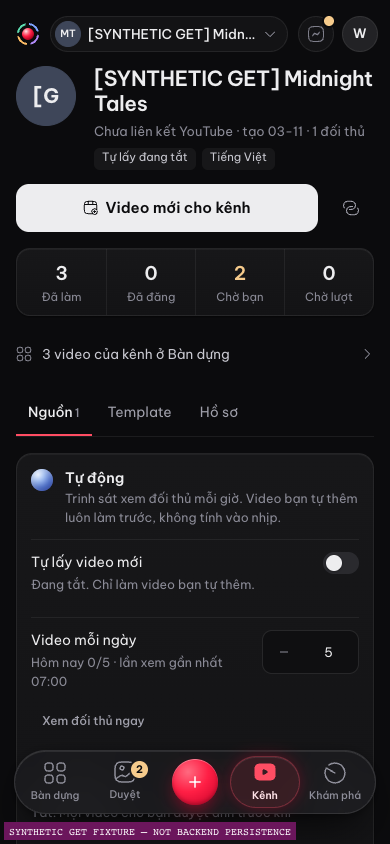 MT [SYNTHETIC GET] Midn... W
[G
[SYNTHETIC GET] Midnight
Tales
Chưa liên kết YouTube · tạo 03-11 · 1 đối thủ
Tự lấy đang tắt Tiếng Việt
Video mới cho kênh
3 0 2 0
Đã làm Đã đăng Chờ bạn Chờ lượt
3 video của kênh ở Bàn dựng
Nguồn 1 Template Hồ sơ
Tự động
Trinh sát xem đối thủ mỗi giờ. Video bạn tự thêm
luôn làm trước, không tính vào nhịp.
Tự lấy video mới
Đang tắt. Chỉ làm video bạn tự thêm.
Video mỗi ngày
Hôm nay 0/5 · lần xem gần nhất
07:00
− 5
Xem đối thủ ngay
2
Bàn dựng Duyệt + Kênh Khám phá
SYNTHETIC GET FIXTURE — NOT BACKEND PERSISTENCE